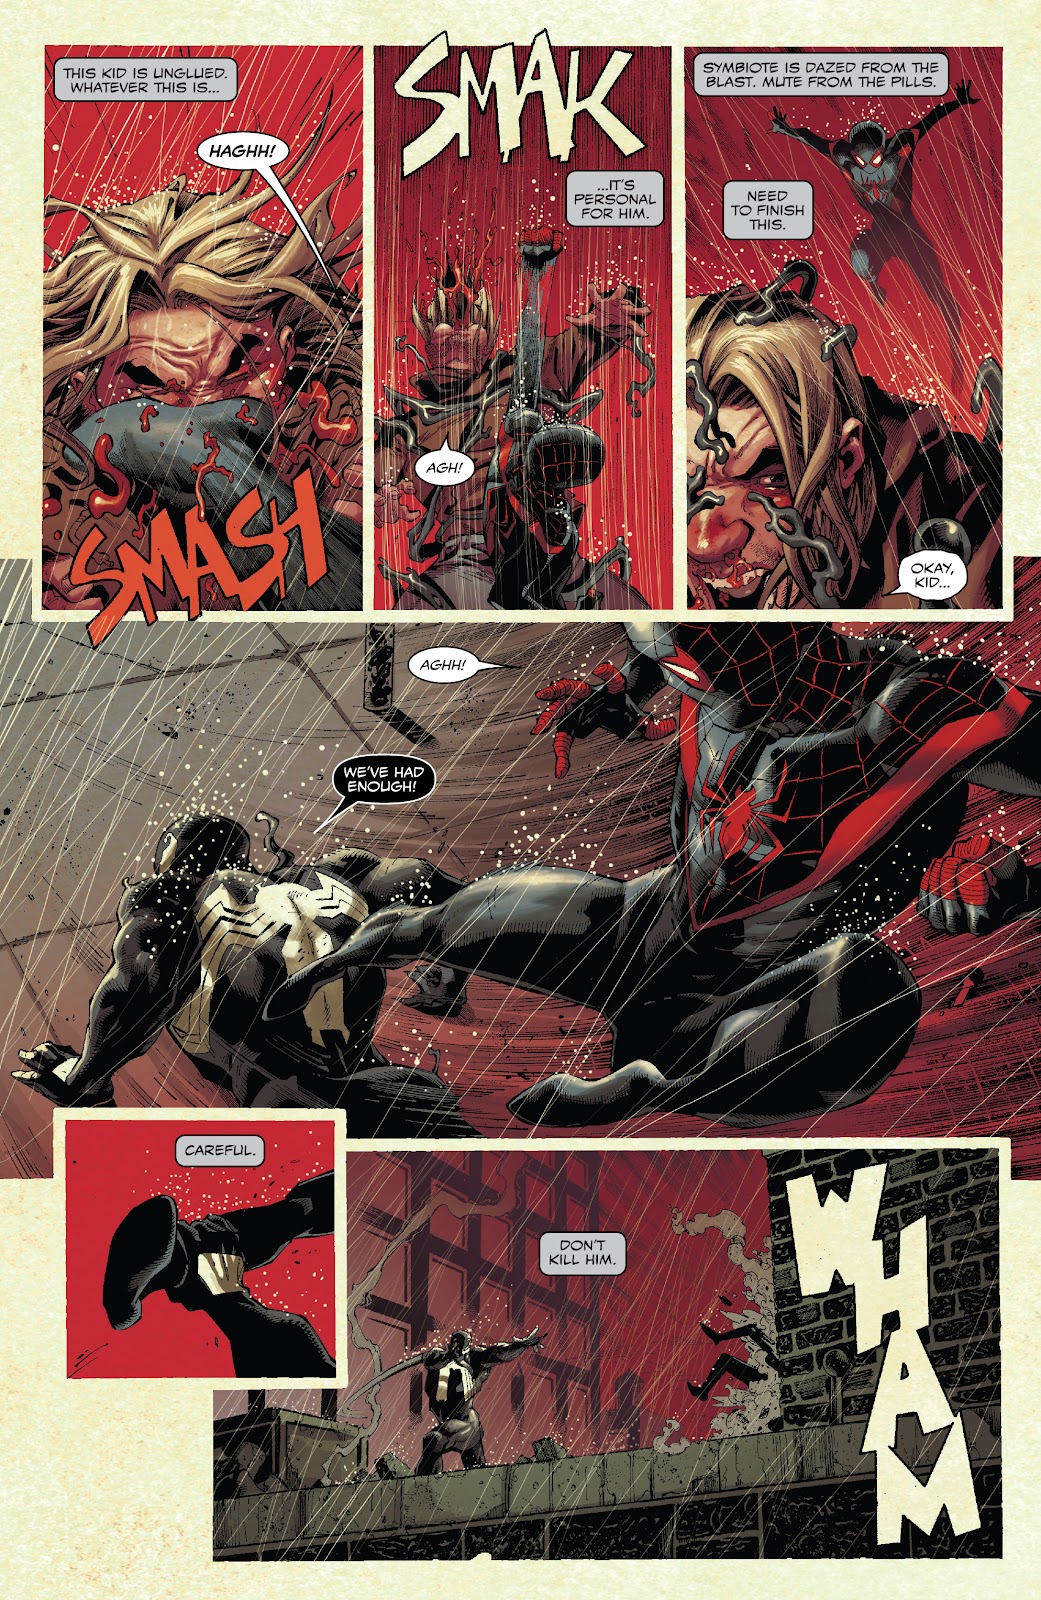 THIS KID IS UNGLUED.
WHATEVER THIS IS...
HAGHH!
SMASH
SMAK
...IT'S
PERSONAL
FOR HIM.
AGH!
SYMBIOTE IS DAZED FROM THE
BLAST. MUTE FROM THE PILLS.
NEED
TO FINISH
THIS.
OKAY,
KID...
AGHH!
WE'VE HAD
ENOUGH!
CAREFUL.
DON'T
KILL HIM.
WHAM